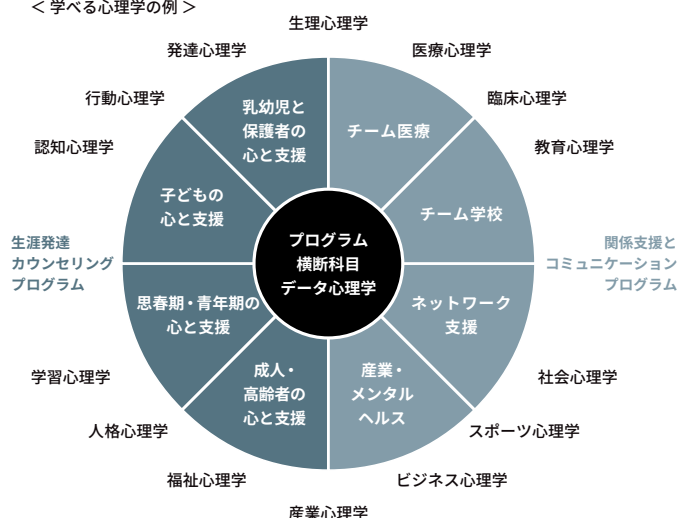 ＜ 学べる心理学の例 ＞
生理心理学
発達心理学
医療心理学
行動心理学
臨床心理学
認知心理学
教育心理学
乳幼児と
保護者の
心と支援
チーム医療
子どもの
心と支援
チーム学校
生涯発達
カウンセリング
プログラム
プログラム
横断科目
データ心理学
関係支援と
コミュニケーション
プログラム
思春期・青年期の
心と支援
ネットワーク
支援
成人・
高齢者の
心と支援
産業・
メンタル
ヘルス
学習心理学
社会心理学
人格心理学
スポーツ心理学
福祉心理学
ビジネス心理学
産業心理学